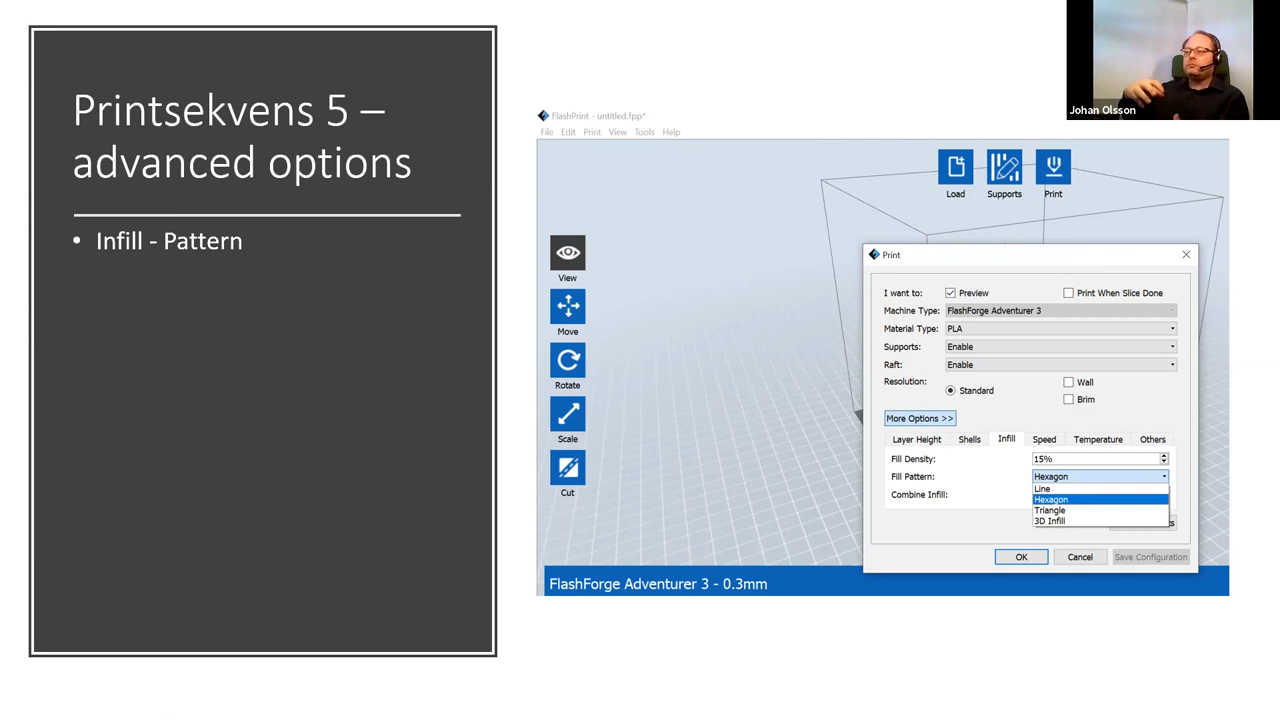 Printsekvens 5 –
advanced options
• Infill - Pattern
Johan Olsson
FlashPrint - untitled.fpp*
File Edit Print View Tools Help
Load Supports Print
View
Move
Rotate
Scale
Cut
Print
I want to: Preview Print When Slice Done
Machine Type: FlashForge Adventurer 3
Material Type: PLA
Supports: Enable
Raft: Enable
Resolution: Standard Wall
Brim
More Options >>
Layer Height Shells Infill Speed Temperature Others
Fill Density: 15%
Fill Pattern: Hexagon
Combine Infill:
Line
Hexagon
Triangle
3D Infill
OK Cancel Save Configuration
FlashForge Adventurer 3 - 0.3mm